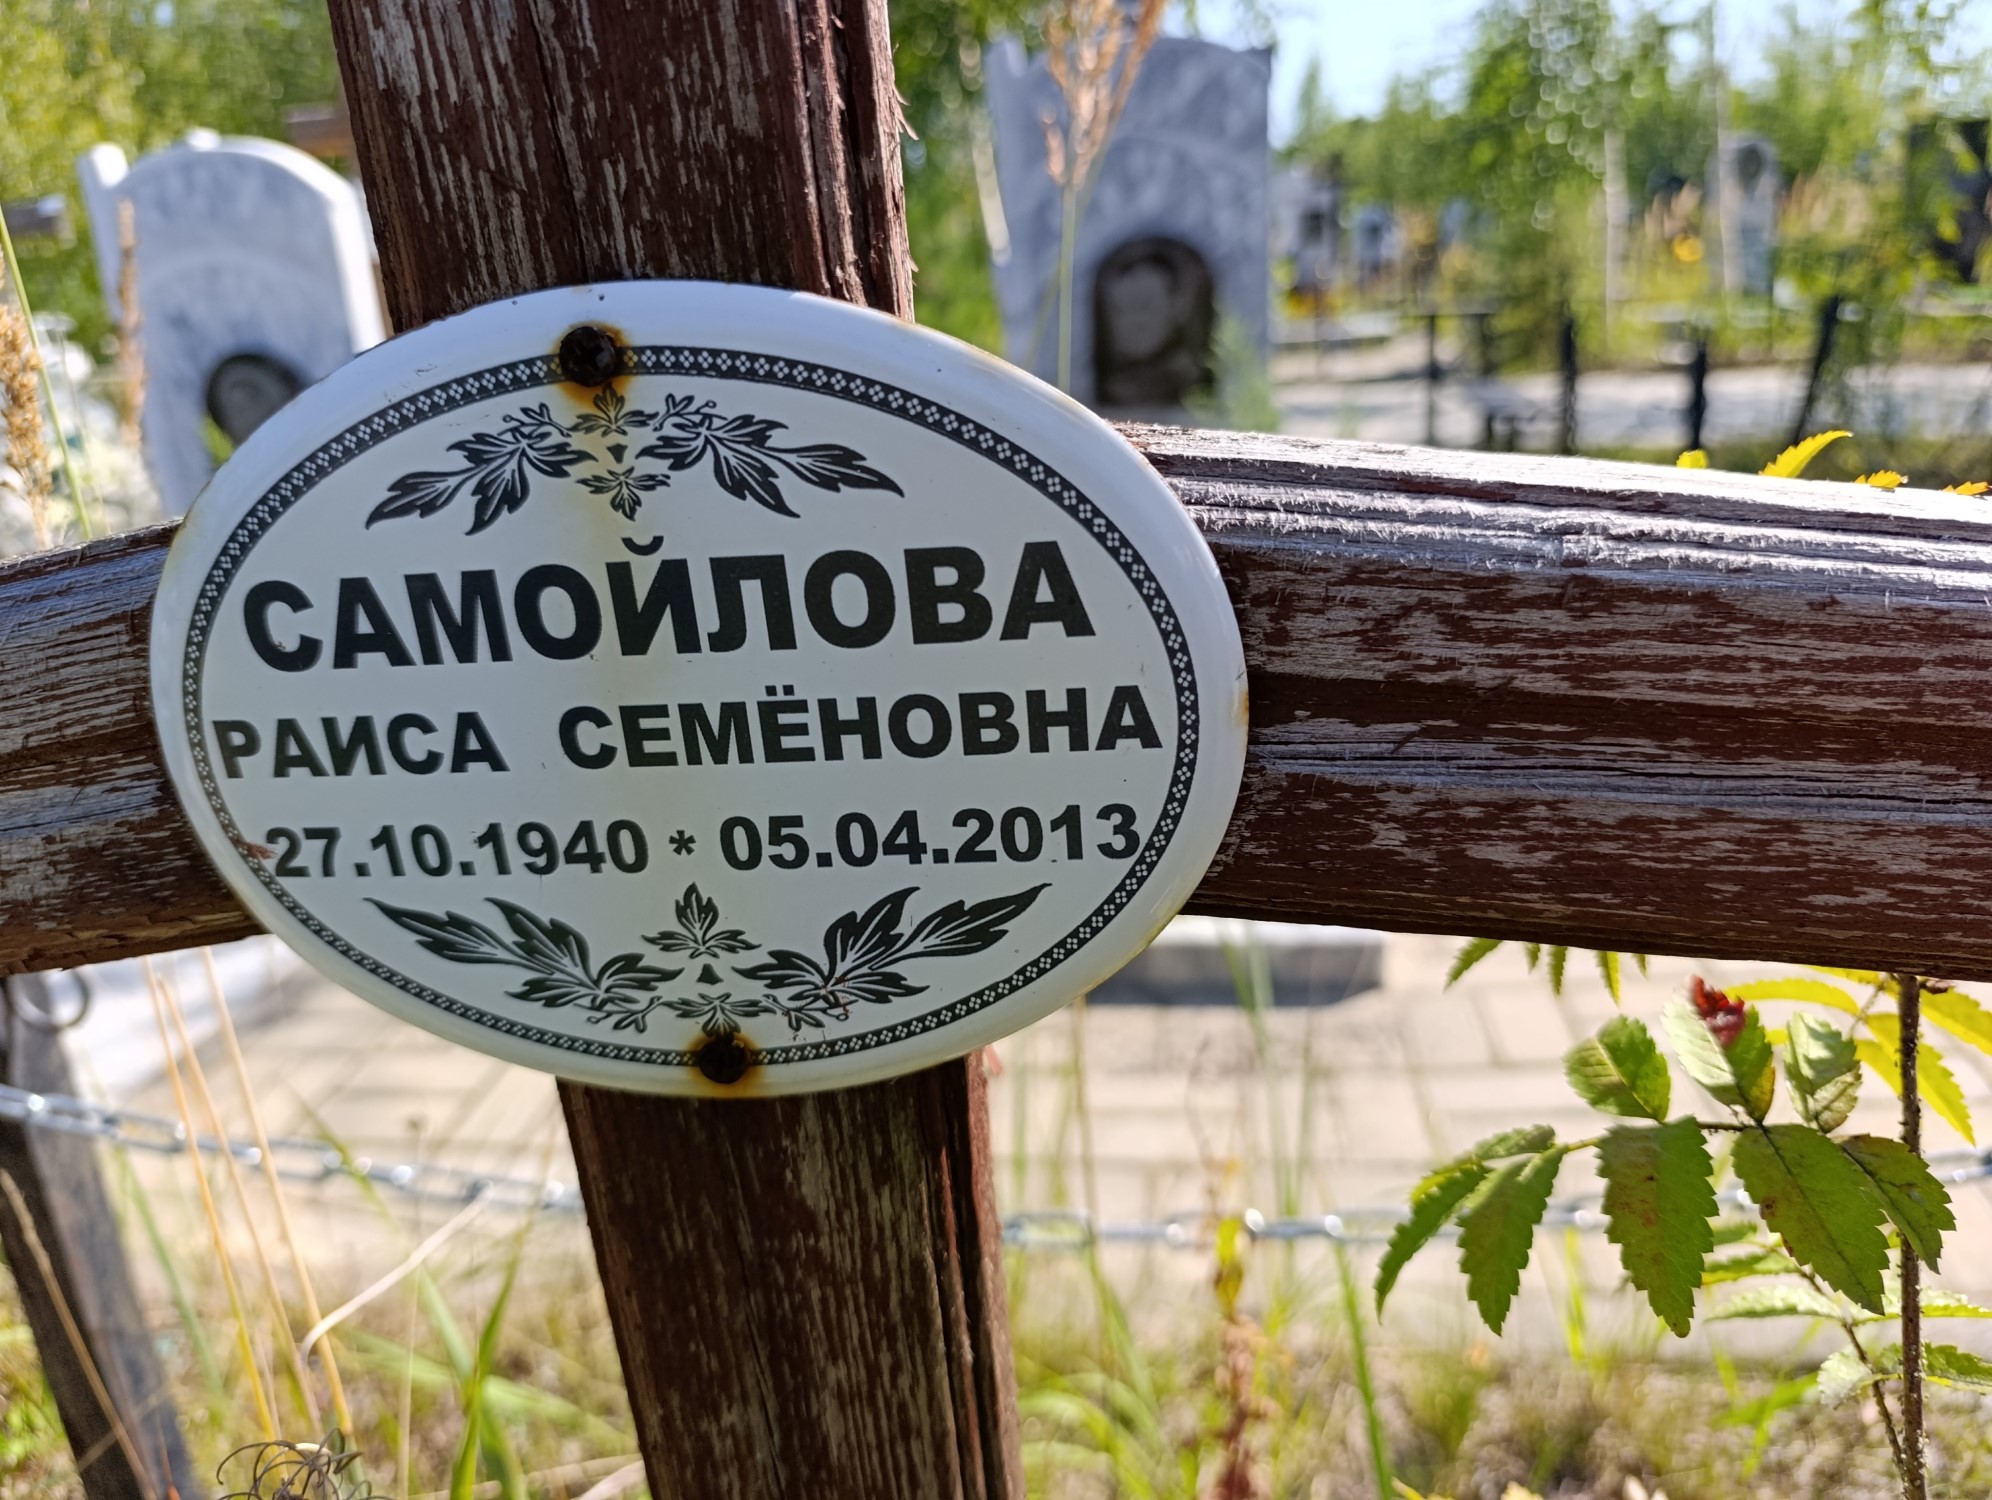 САМОЙЛОВА
РАИСА СЕМЁНОВНА
27.10.1940 * 05.04.2013